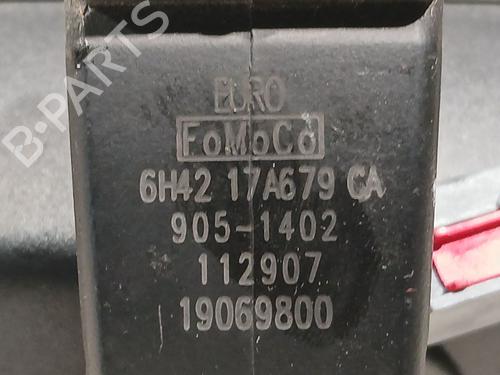 B-PARTS
EURO
FoMoCo
6H42 17A679 CA
905-1402
112907
19069800